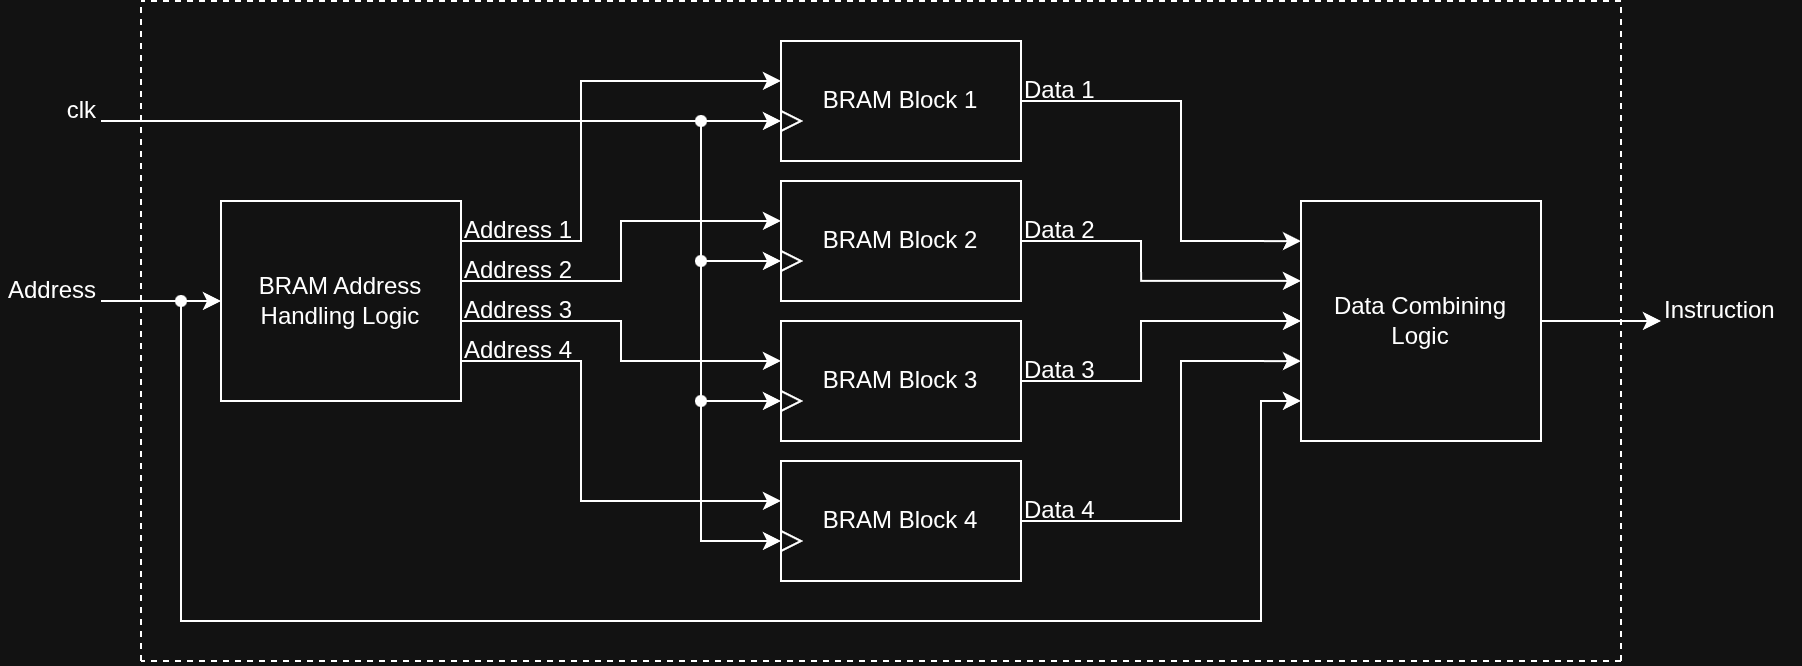 clk
Address
BRAM Address
Handling Logic
Address 1
Address 2
Address 3
Address 4
BRAM Block 1
BRAM Block 2
BRAM Block 3
BRAM Block 4
Data 1
Data 2
Data 3
Data 4
Data Combining
Logic
Instruction